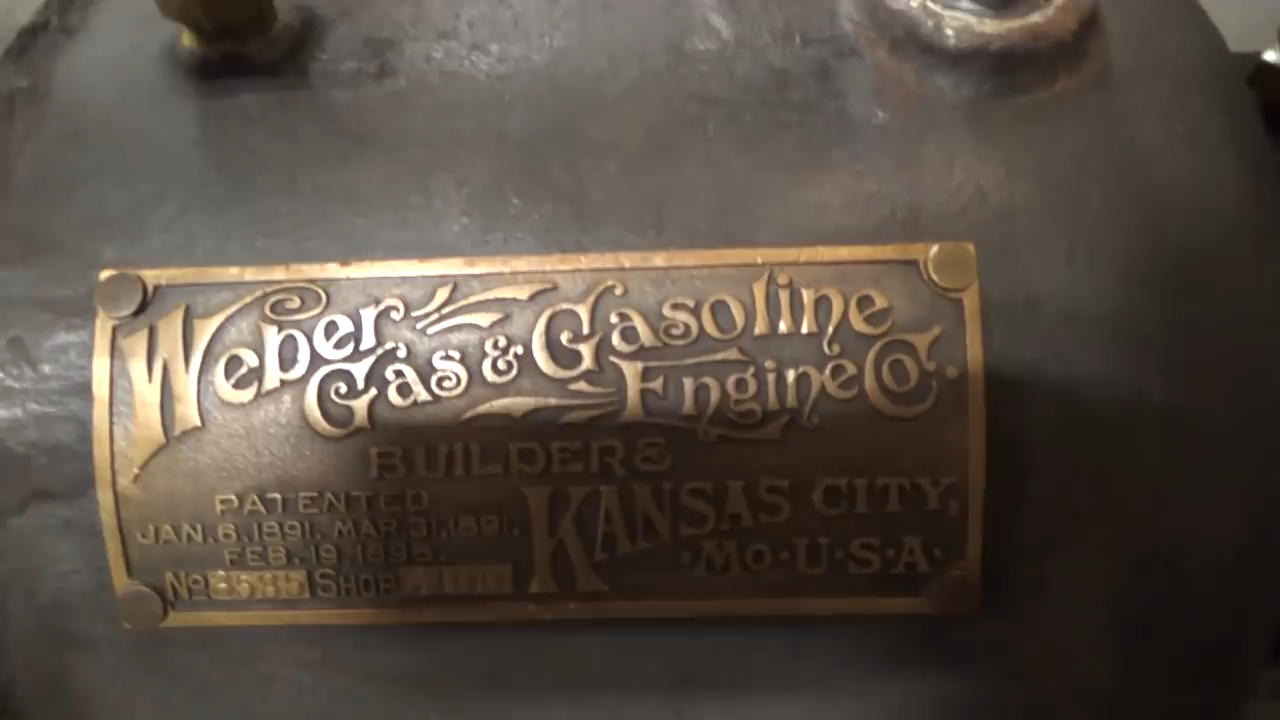 Weber
Gas & Gasoline
Engine Co.
BUILDERS
PATENTED
JAN. 6, 1891. MAR. 31, 1891.
FEB. 19, 1895.
No Shop
KANSAS CITY,
·Mo·U·S·A·